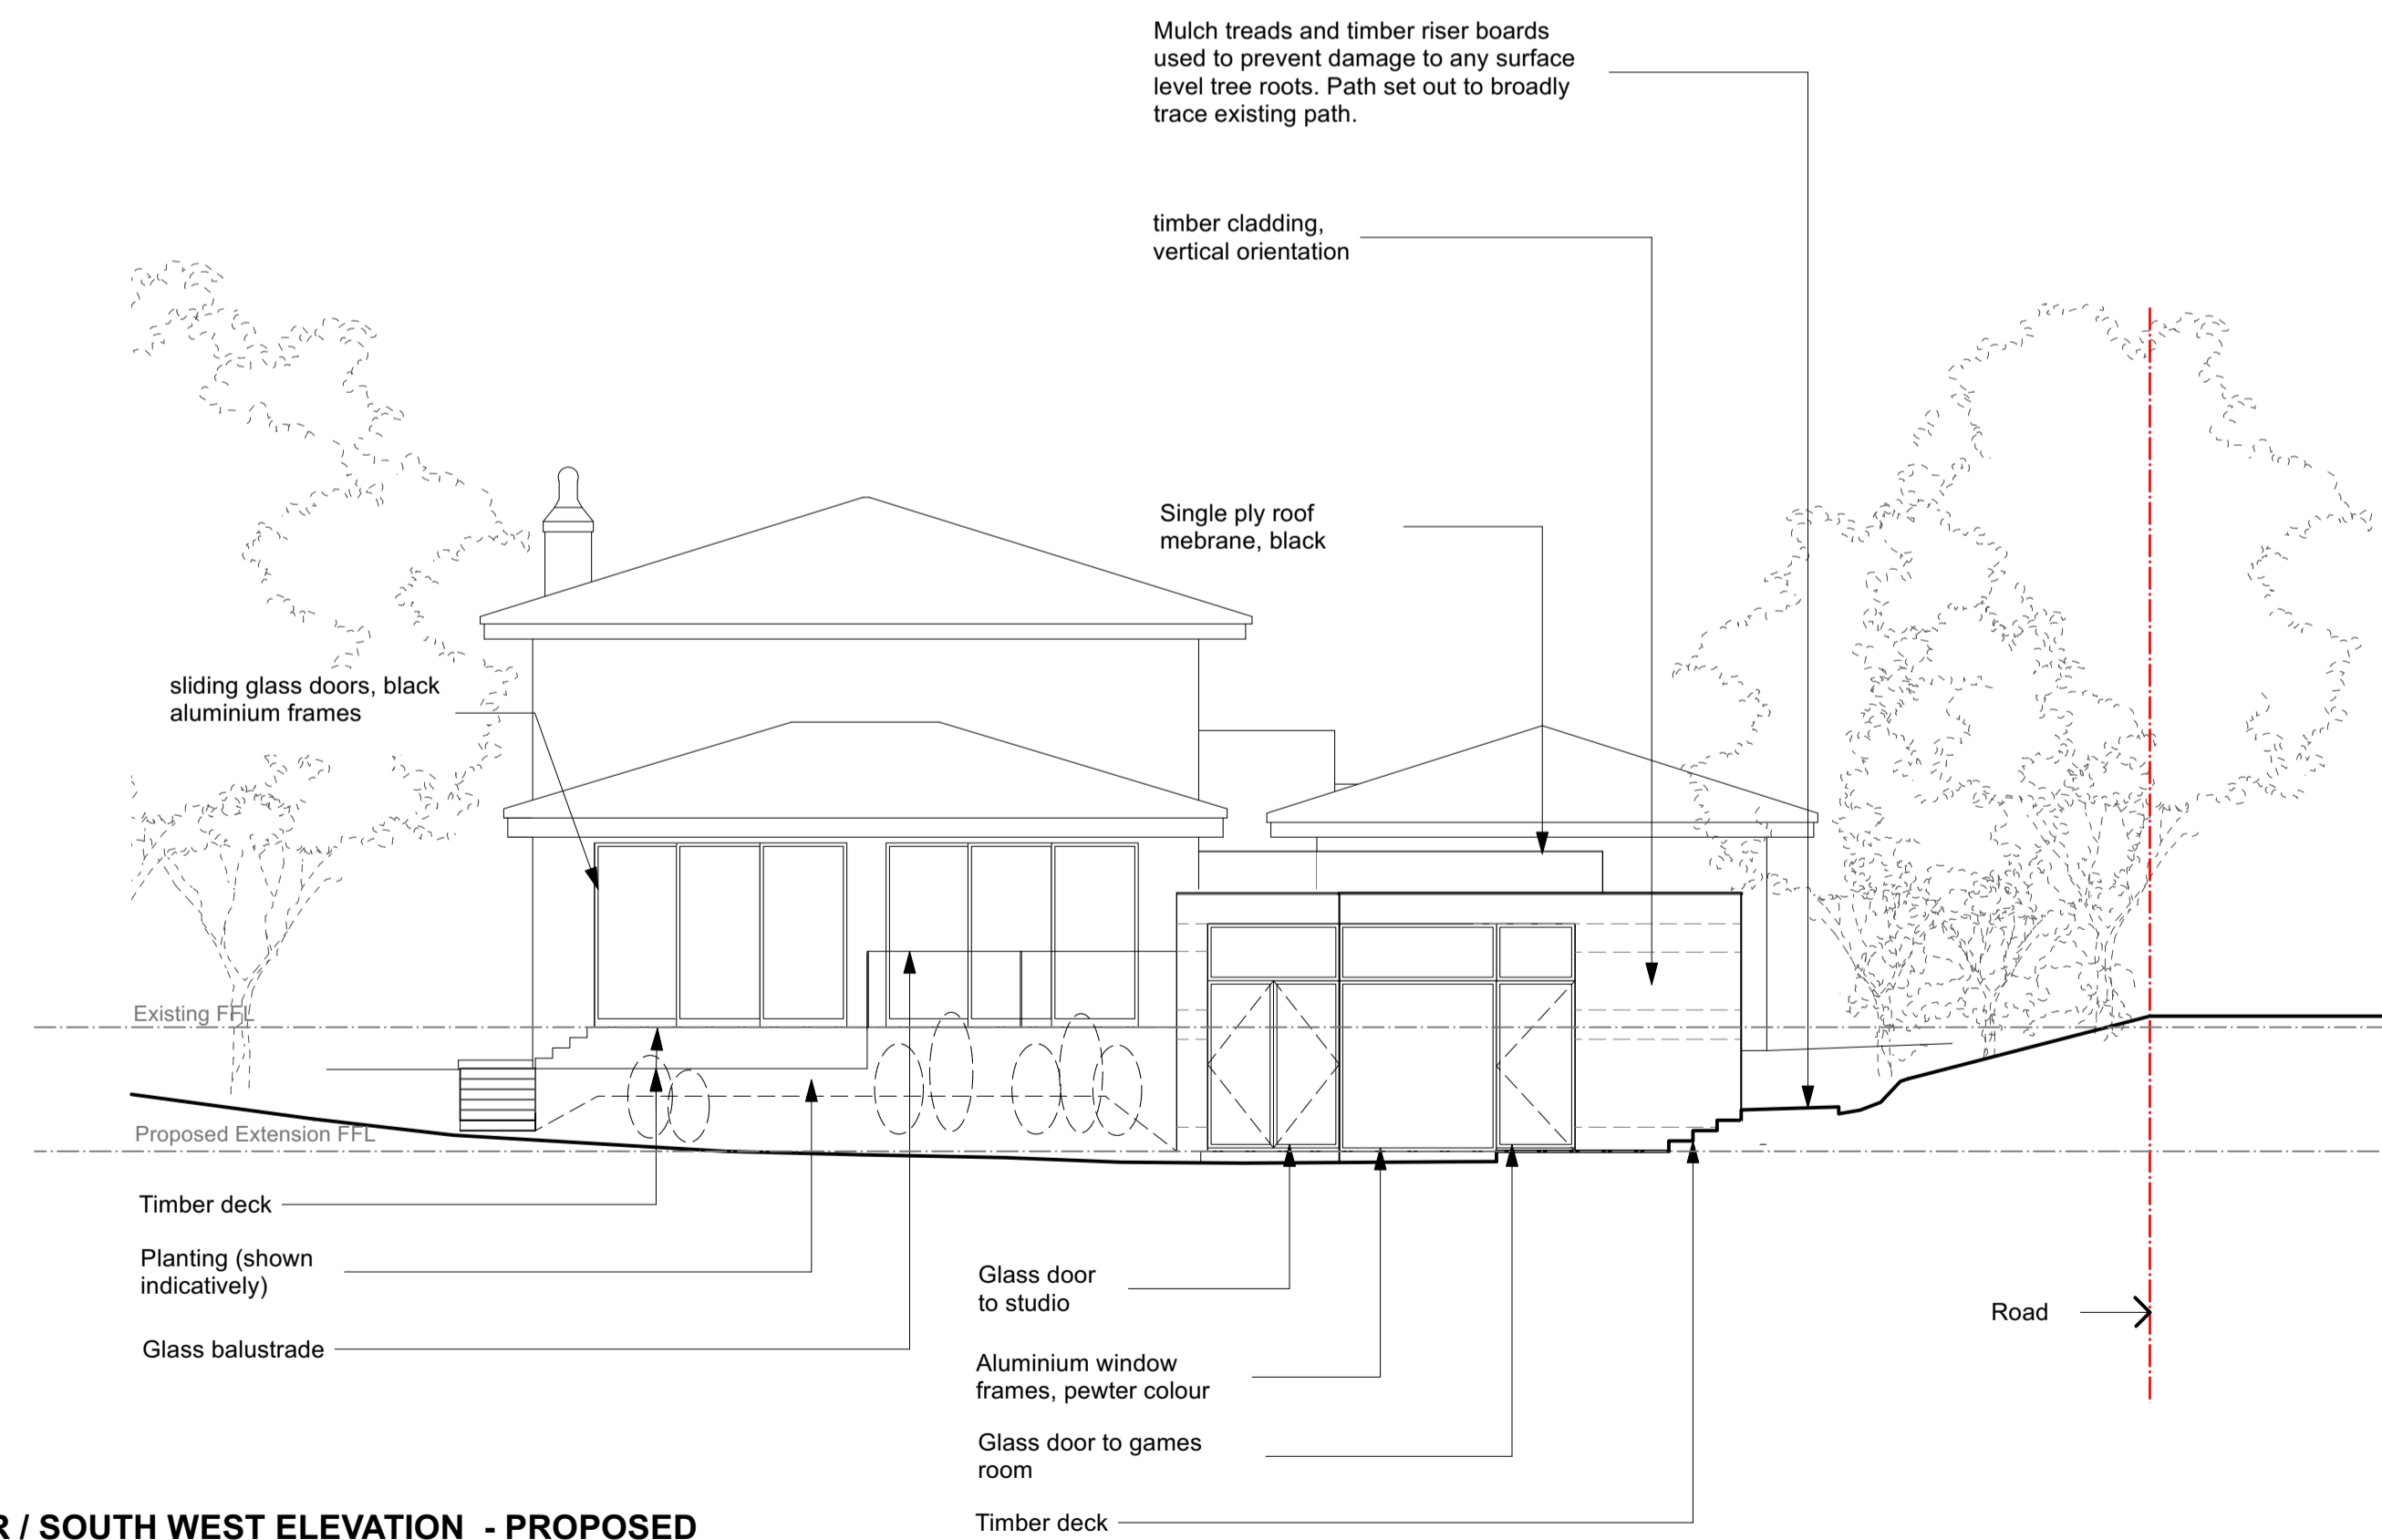 Mulch treads and timber riser boards
used to prevent damage to any surface
level tree roots. Path set out to broadly
trace existing path.
timber cladding,
vertical orientation
Single ply roof
mebrane, black
sliding glass doors, black
aluminium frames
Existing FFL
Proposed Extension FFL
Timber deck
Planting (shown
indicatively)
Glass balustrade
Glass door
to studio
Aluminium window
frames, pewter colour
Glass door to games
room
Timber deck
Road
/ SOUTH WEST ELEVATION - PROPOSED